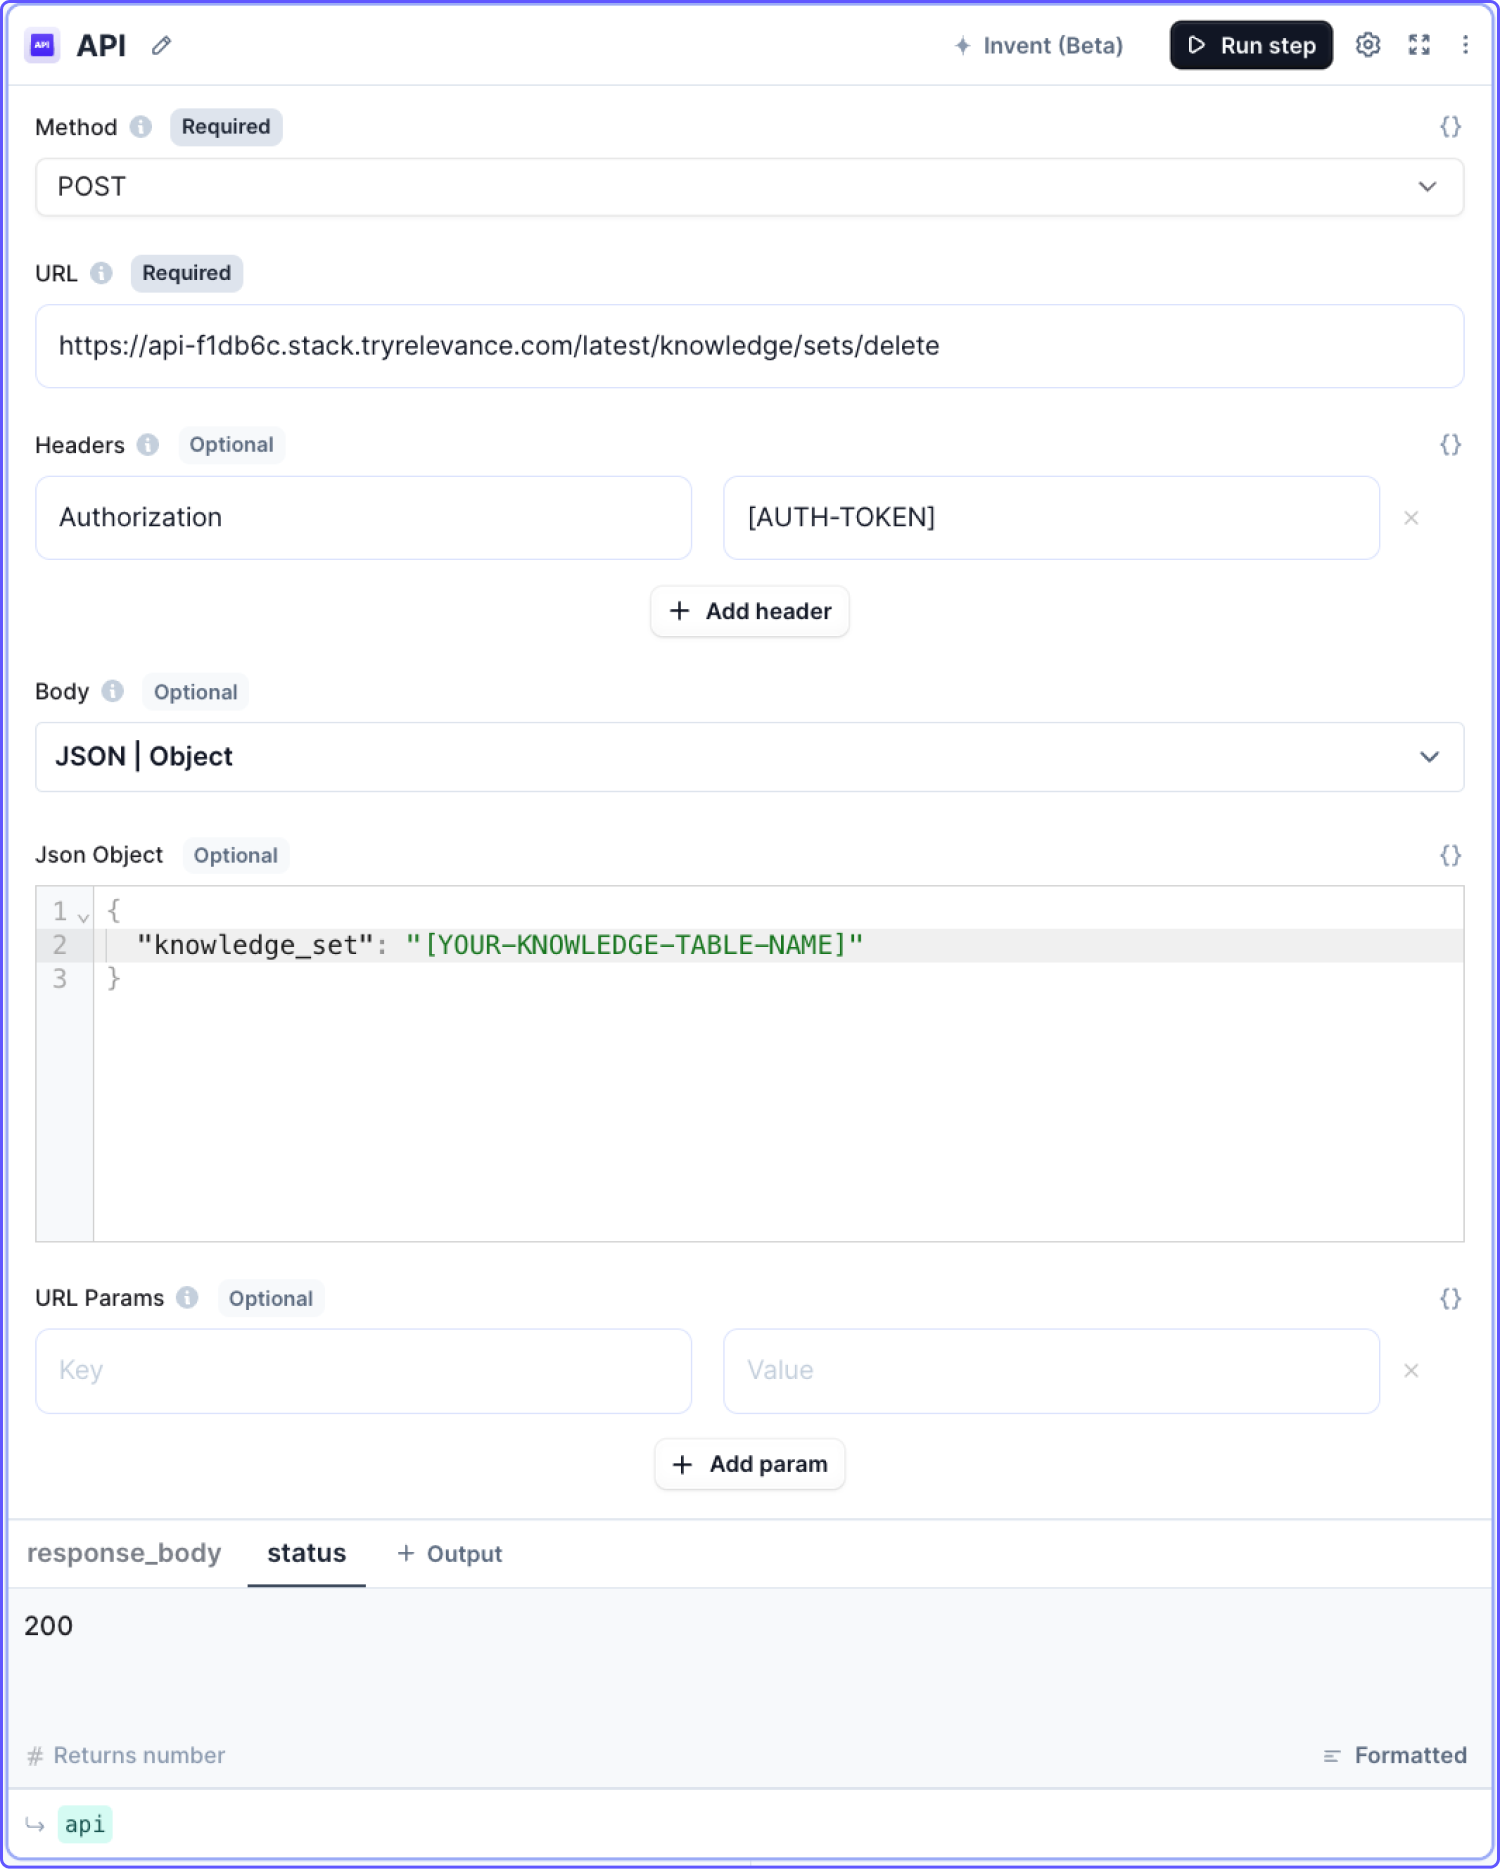 API API Invent (Beta) Run step
Method Required {}
POST
URL Required
https://api-f1db6c.stack.tryrelevance.com/latest/knowledge/sets/delete
Headers Optional {}
Authorization [AUTH-TOKEN] ×
+ Add header
Body Optional
JSON | Object
Json Object Optional {}
1 {
2 "knowledge_set": "[YOUR-KNOWLEDGE-TABLE-NAME]"
3 }
URL Params Optional {}
Key Value ×
+ Add param
response_body status + Output
200
# Returns number Formatted
api